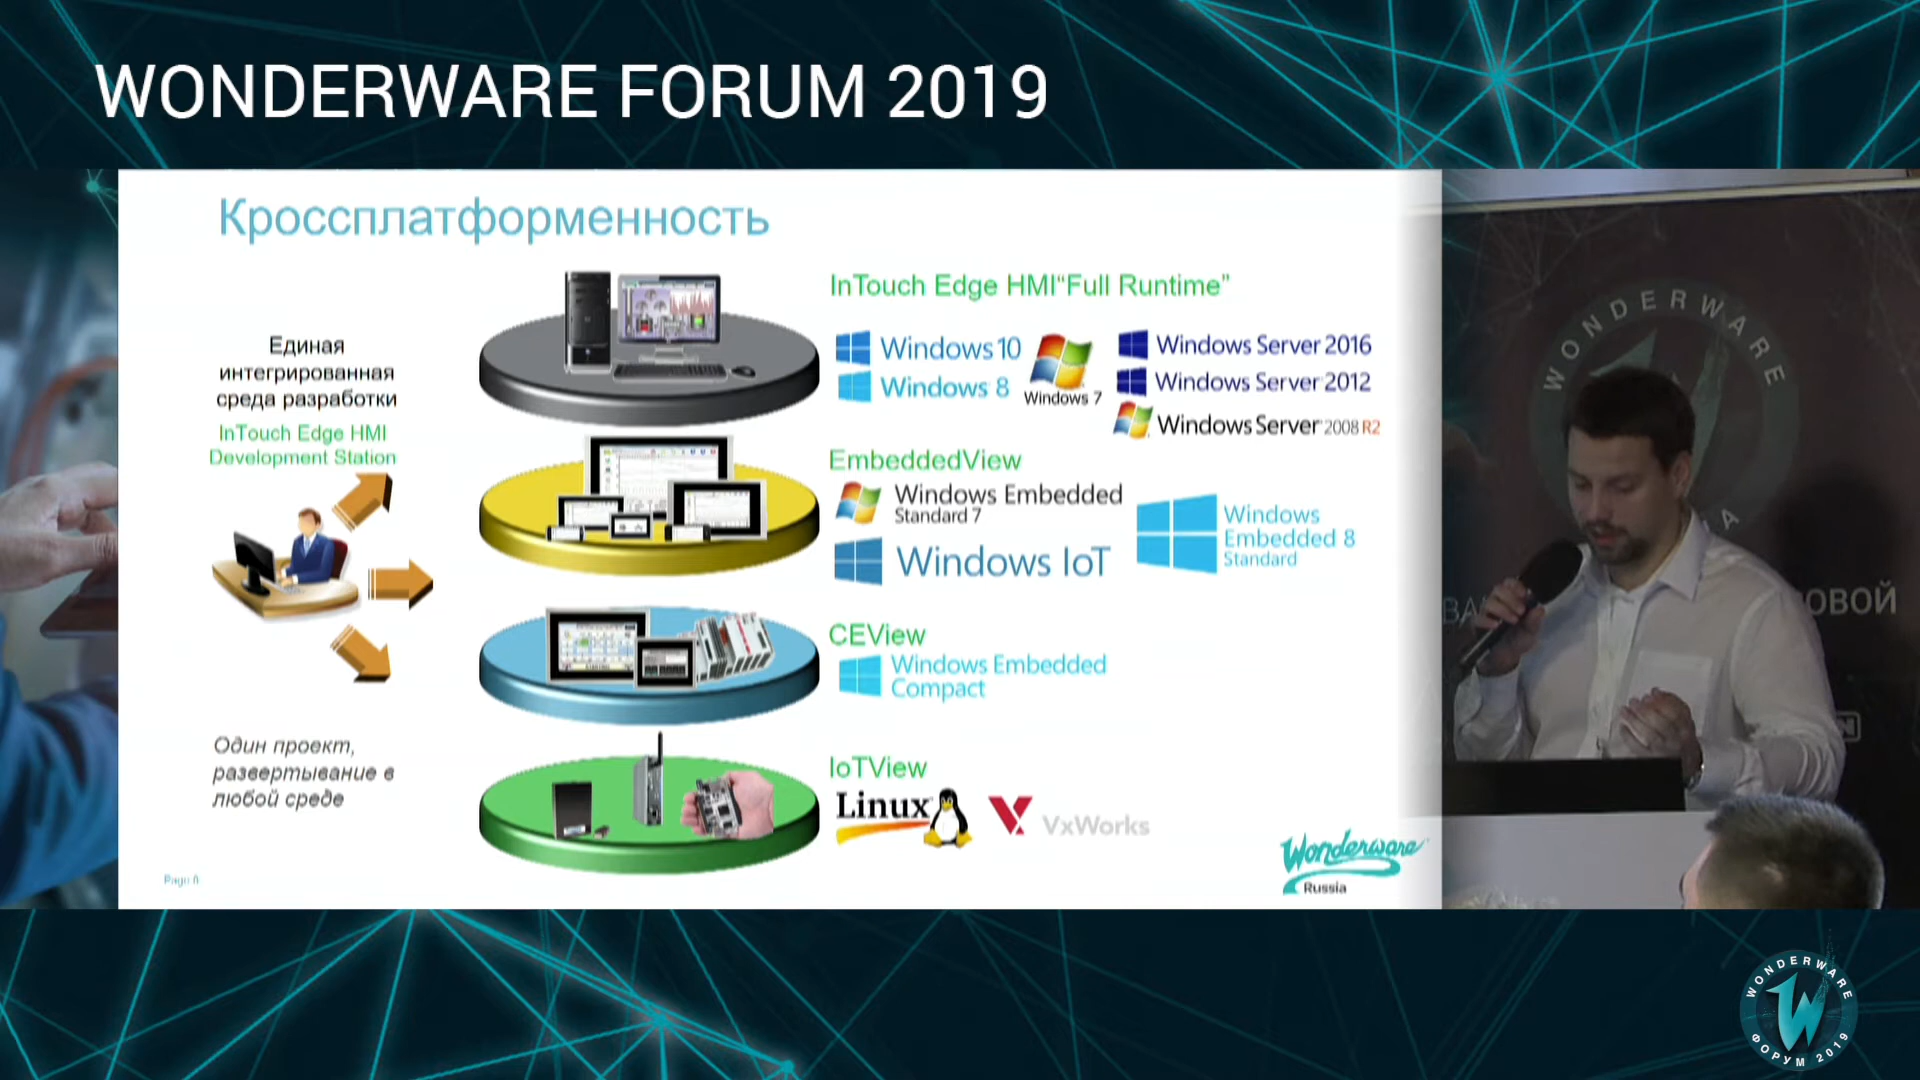 WONDERWARE FORUM 2019
Кроссплатформенность
Единая
интегрированная
среда разработки
InTouch Edge HMI
Development Station
Один проект,
развертывание в
любой среде
InTouch Edge HMI“Full Runtime”
Windows 10
Windows 8
Windows 7
Windows Server 2016
Windows Server 2012
Windows Server 2008 R2
EmbeddedView
Windows Embedded
Standard 7
Windows IoT
Windows
Embedded 8
Standard
CEView
Windows Embedded
Compact
IoTView
Linux
VxWorks
Wonderware
Russia
WONDERWARE
ОВОЙ
WONDERWARE
ФОРУМ 2019